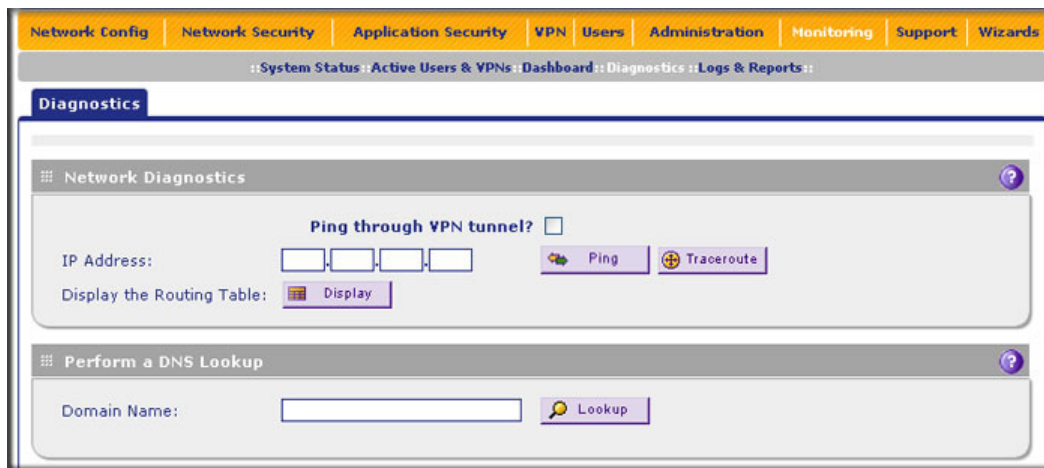 Network Config Network Security Application Security VPN Users Administration Monitoring Support Wizards
::System Status::Active Users & VPNs::Dashboard::Diagnostics::Logs & Reports::
Diagnostics
Network Diagnostics ?
Ping through VPN tunnel?
IP Address: . . . Ping Traceroute
Display the Routing Table: Display
Perform a DNS Lookup ?
Domain Name: Lookup